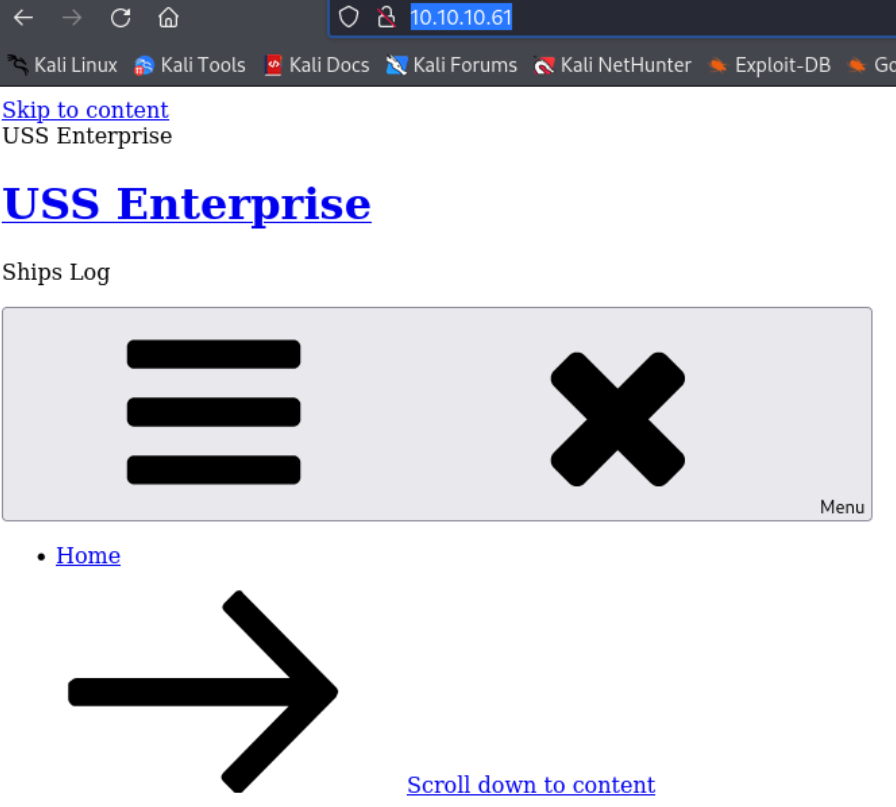 10.10.10.61
Kali Linux Kali Tools Kali Docs Kali Forums Kali NetHunter Exploit-DB Go
Skip to content
USS Enterprise
USS Enterprise
Ships Log
Menu
Home
Scroll down to content